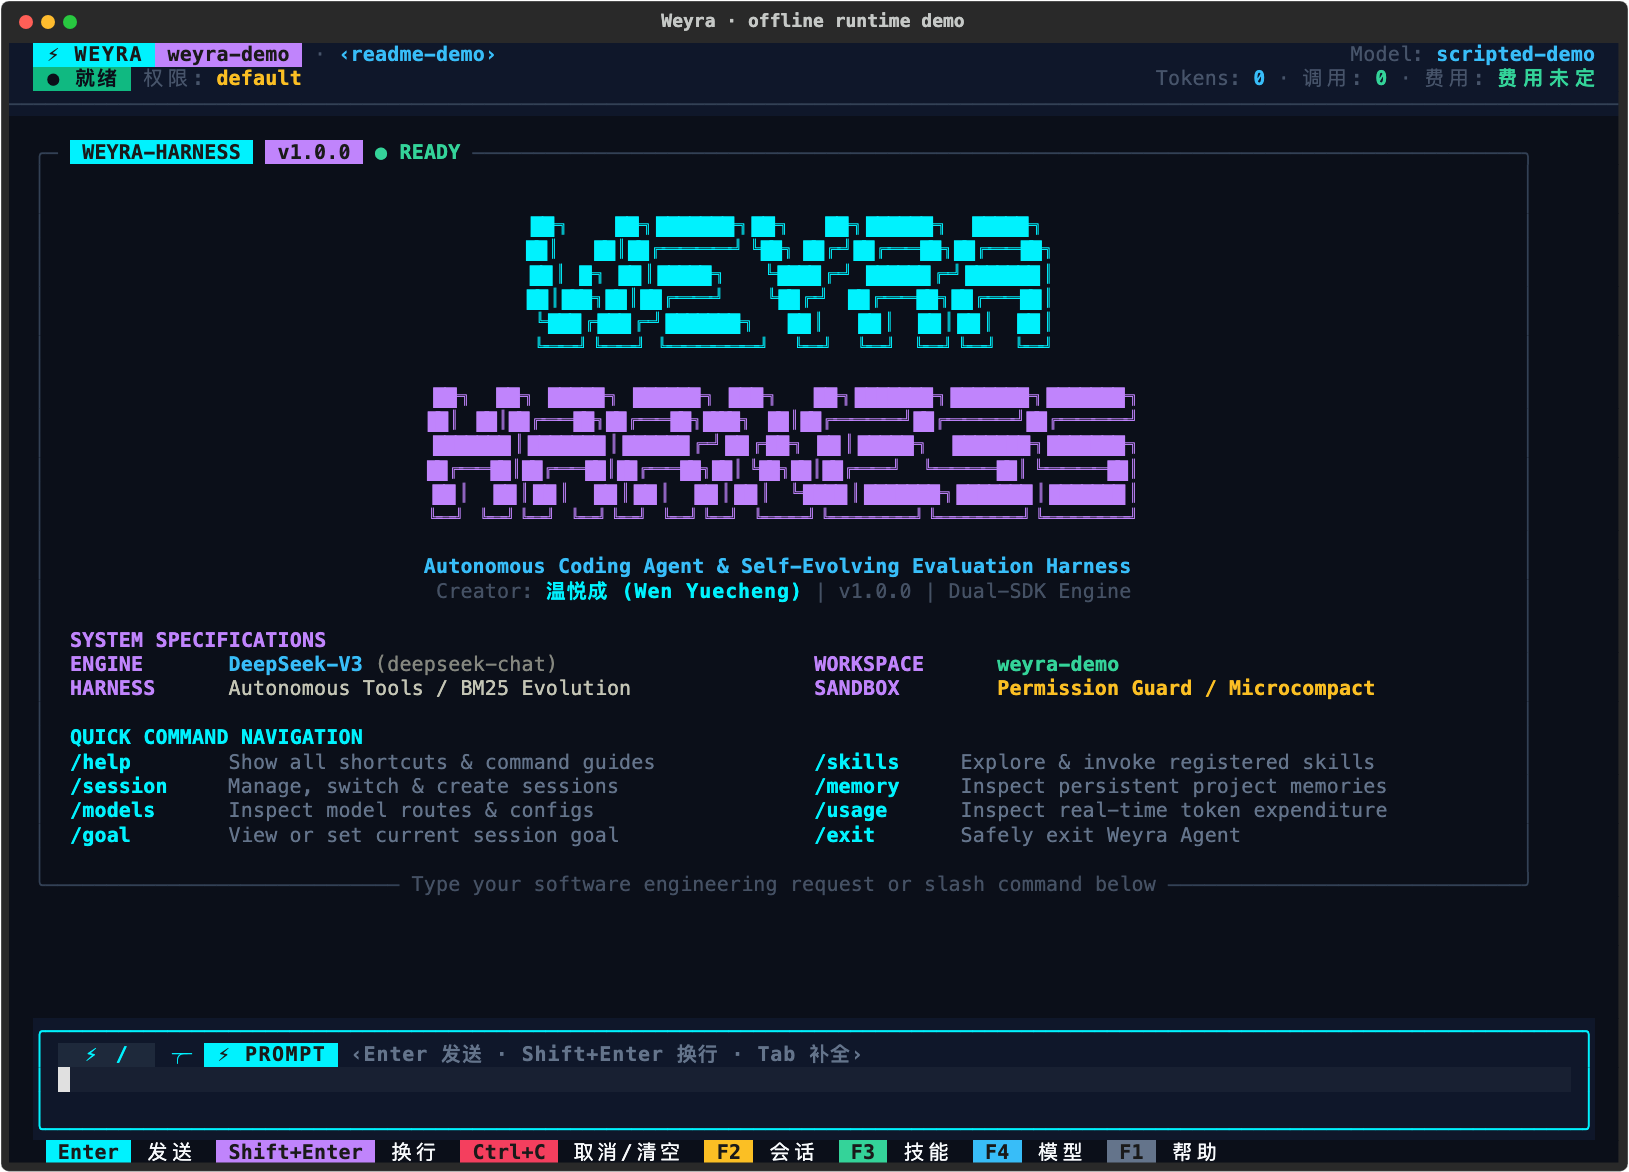 Weyra · offline runtime demo
⚡ WEYRA weyra-demo · ‹readme-demo› Model: scripted-demo
● 就绪 权限: default Tokens: 0 · 调用: 0 · 费用: 费用未定
WEYRA-HARNESS v1.0.0 ● READY
WEYRA
HARNESS
Autonomous Coding Agent & Self-Evolving Evaluation Harness
Creator: 温悦成 (Wen Yuecheng) | v1.0.0 | Dual-SDK Engine
SYSTEM SPECIFICATIONS
ENGINE DeepSeek-V3 (deepseek-chat) WORKSPACE weyra-demo
HARNESS Autonomous Tools / BM25 Evolution SANDBOX Permission Guard / Microcompact
QUICK COMMAND NAVIGATION
/help Show all shortcuts & command guides /skills Explore & invoke registered skills
/session Manage, switch & create sessions /memory Inspect persistent project memories
/models Inspect model routes & configs /usage Inspect real-time token expenditure
/goal View or set current session goal /exit Safely exit Weyra Agent
Type your software engineering request or slash command below
⚡ / ⚡ PROMPT ‹Enter 发送 · Shift+Enter 换行 · Tab 补全›
Enter 发送 Shift+Enter 换行 Ctrl+C 取消/清空 F2 会话 F3 技能 F4 模型 F1 帮助